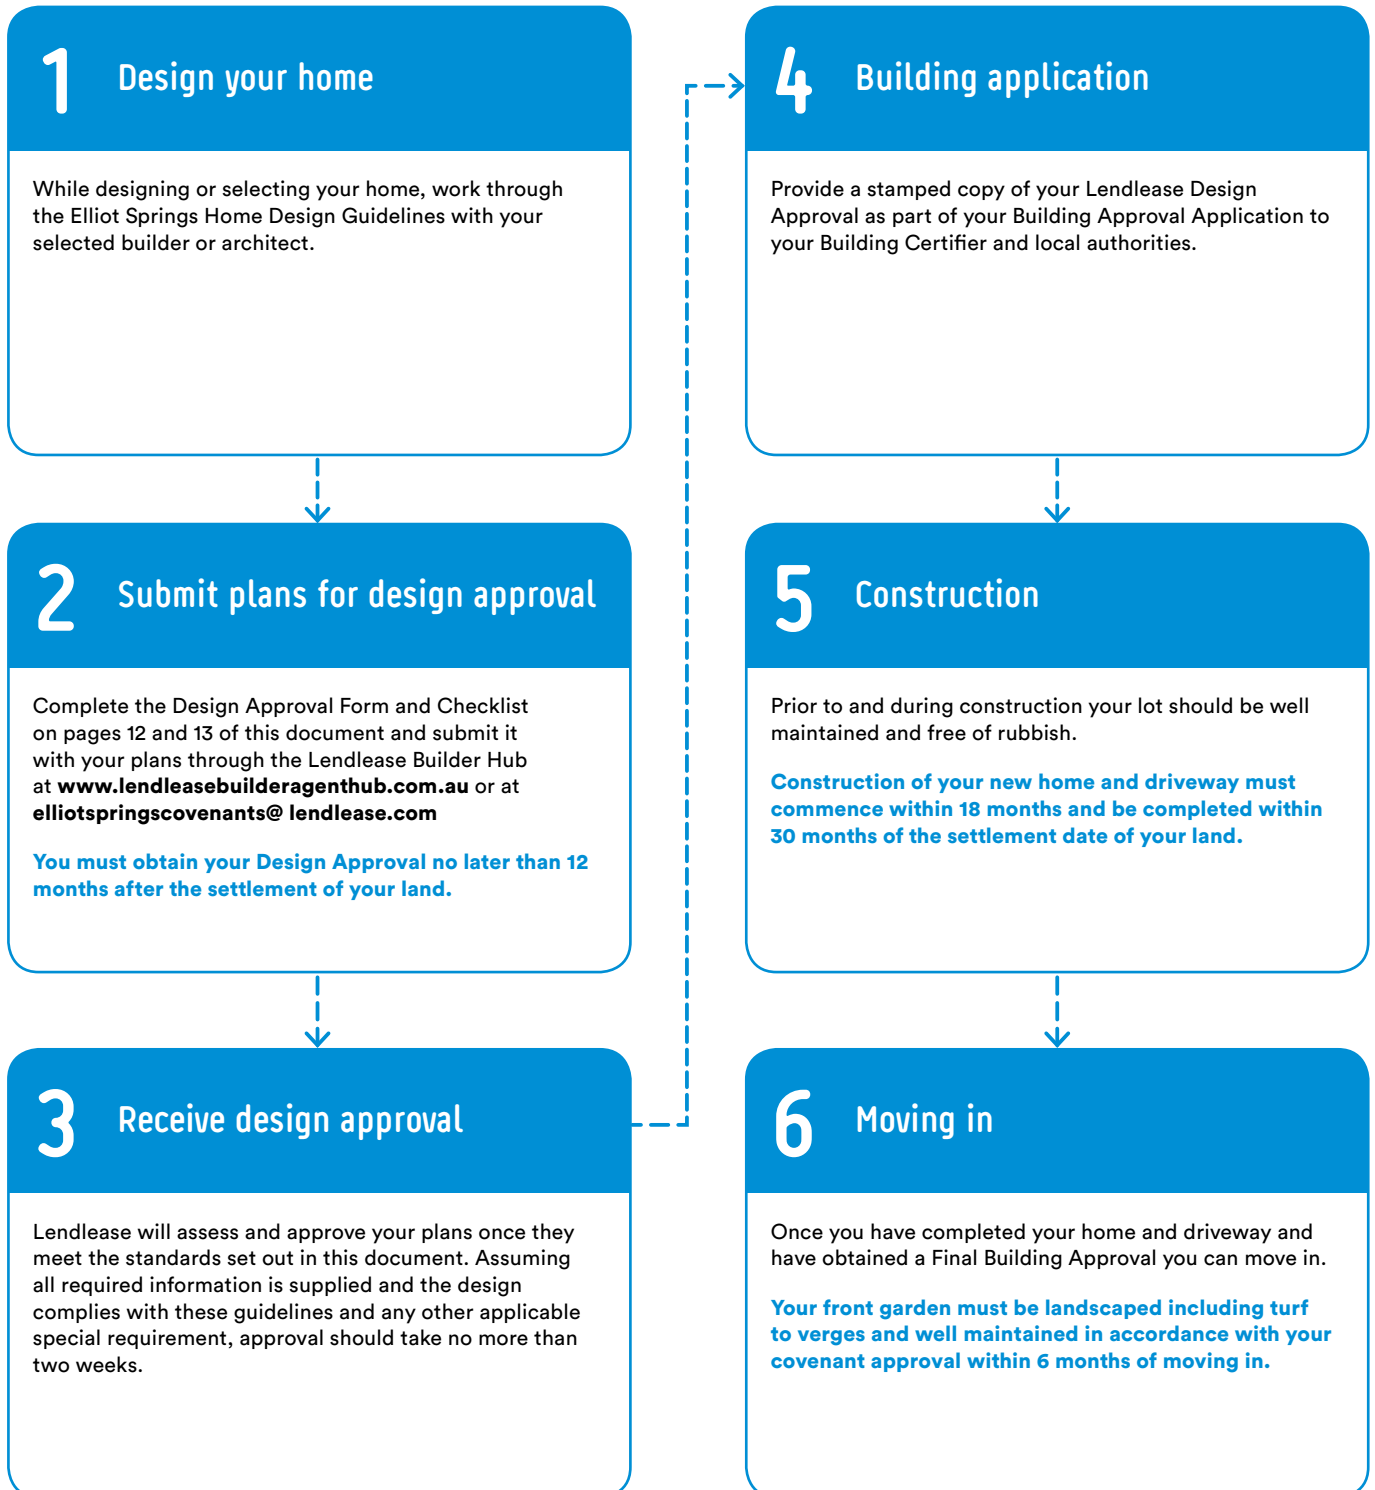 1 Design your home
While designing or selecting your home, work through
the Elliot Springs Home Design Guidelines with your
selected builder or architect.
2 Submit plans for design approval
Complete the Design Approval Form and Checklist
on pages 12 and 13 of this document and submit it
with your plans through the Lendlease Builder Hub
at www.lendleasebuilderagenthub.com.au or at
elliotspringscovenants@ lendlease.com
You must obtain your Design Approval no later than 12
months after the settlement of your land.
3 Receive design approval
Lendlease will assess and approve your plans once they
meet the standards set out in this document. Assuming
all required information is supplied and the design
complies with these guidelines and any other applicable
special requirement, approval should take no more than
two weeks.
4 Building application
Provide a stamped copy of your Lendlease Design
Approval as part of your Building Approval Application to
your Building Certifier and local authorities.
5 Construction
Prior to and during construction your lot should be well
maintained and free of rubbish.
Construction of your new home and driveway must
commence within 18 months and be completed within
30 months of the settlement date of your land.
6 Moving in
Once you have completed your home and driveway and
have obtained a Final Building Approval you can move in.
Your front garden must be landscaped including turf
to verges and well maintained in accordance with your
covenant approval within 6 months of moving in.